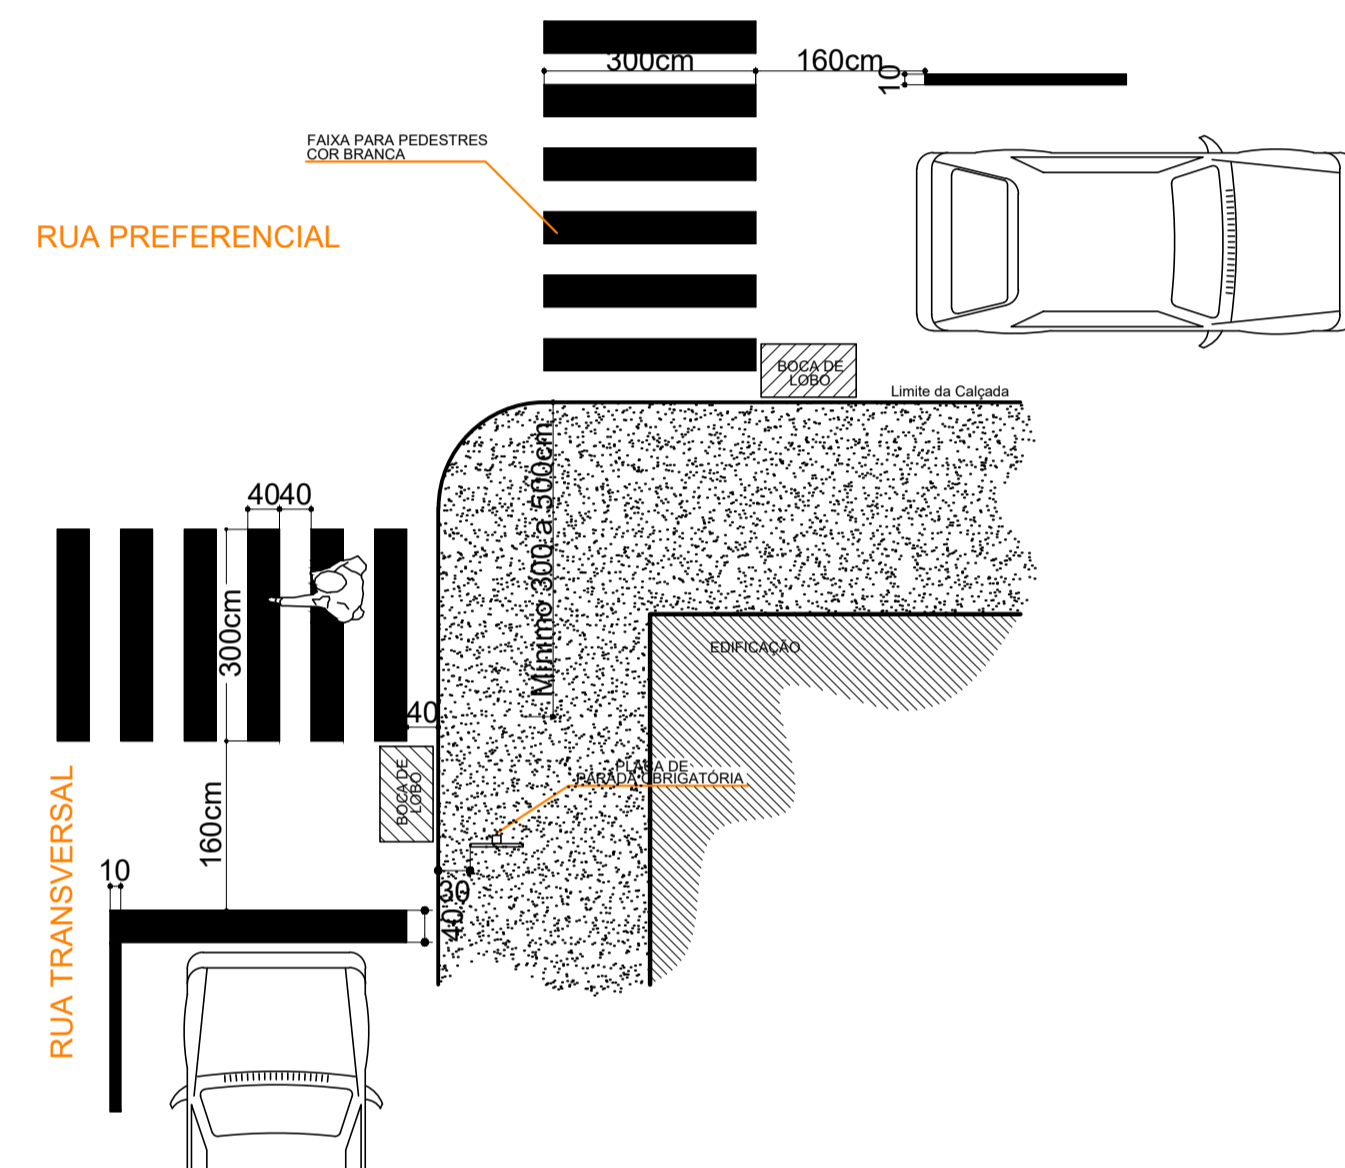 300cm
160cm
10
FAIXA PARA PEDESTRES
COR BRANCA
RUA PREFERENCIAL
BOCA DE
LOBO
Limite da Calçada
Mínimo 300 a 500cm
4040
300cm
EDIFICAÇÃO
40
BOCA DE
LOBO
PLACA DE
PARADA OBRIGATÓRIA
RUA TRANSVERSAL
160cm
10
30
40